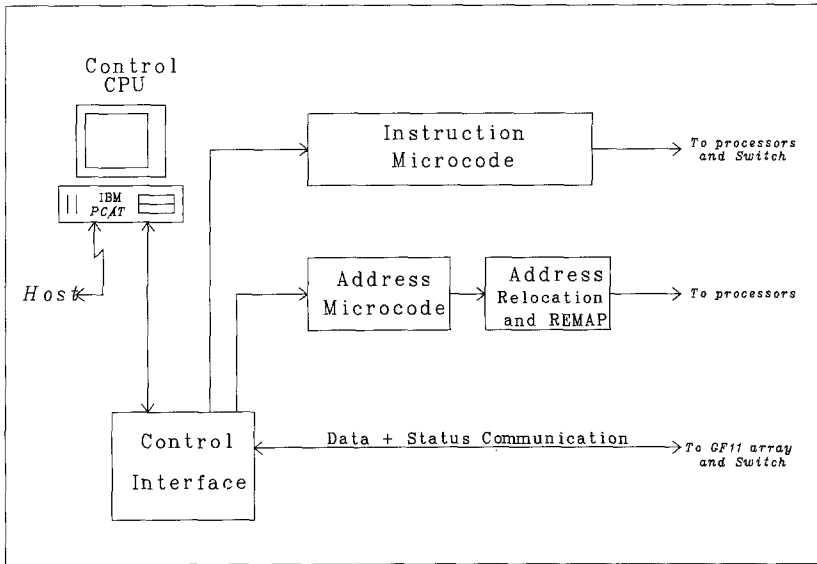 Control
CPU
IBM
PCAT
Host
Instruction
Microcode
To processors
and Switch
Address
Microcode
Address
Relocation
and REMAP
To processors
Control
Interface
Data + Status Communication
To GF11 array
and Switch